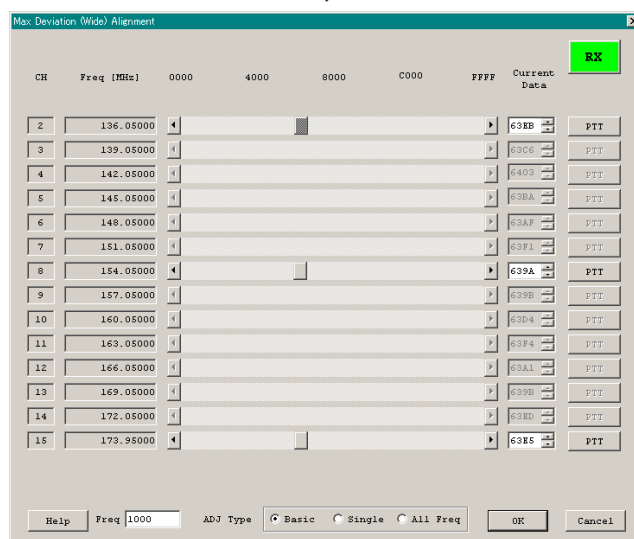 Max Deviation (Wide) Alignment
RX
CH Freq [MHz] 0000 4000 8000 C000 FFFF Current Data
2 136.05000 63EB PTT
3 139.05000 63C6 PTT
4 142.05000 6403 PTT
5 145.05000 63BA PTT
6 148.05000 63AF PTT
7 151.05000 63F1 PTT
8 154.05000 639A PTT
9 157.05000 639B PTT
10 160.05000 63D4 PTT
11 163.05000 63F4 PTT
12 166.05000 63A1 PTT
13 169.05000 639B PTT
14 172.05000 63ED PTT
15 173.95000 63E5 PTT
Help Freq 1000 ADJ Type Basic Single All Freq OK Cancel